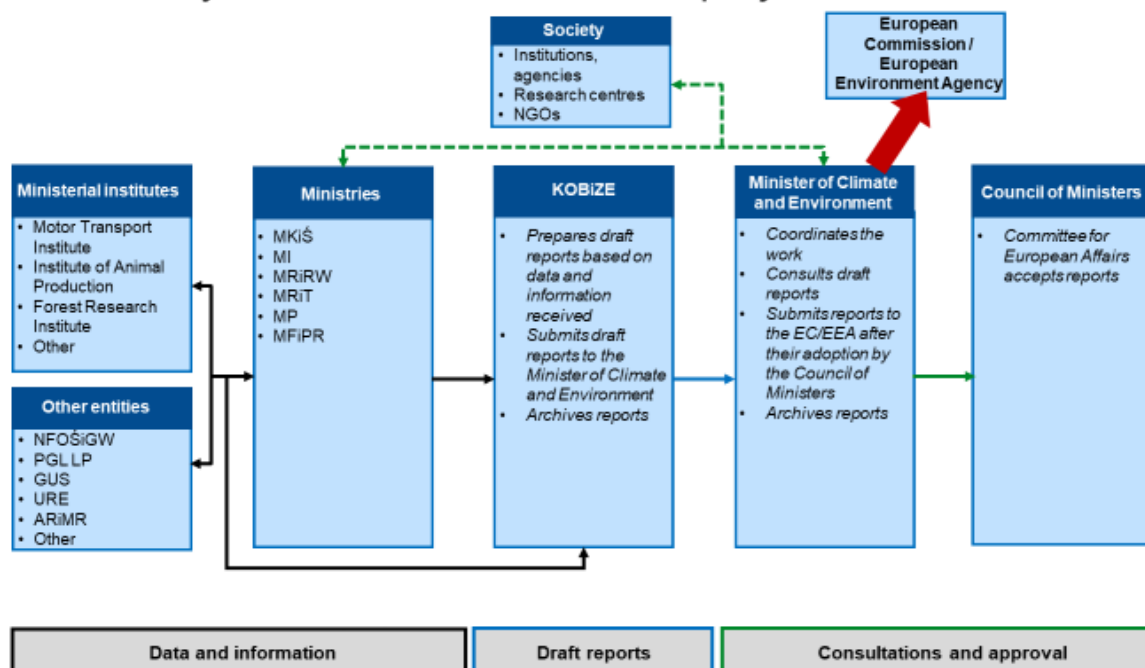 Society
• Institutions,
agencies
• Research centres
• NGOs
European
Commission /
European
Environment Agency
Ministerial institutes
• Motor Transport
Institute
• Institute of Animal
Production
• Forest Research
Institute
• Other
Other entities
• NFOŚiGW
• PGL LP
• GUS
• URE
• ARiMR
• Other
Ministries
• MKiŚ
• MI
• MRiRW
• MRiT
• MP
• MFiPR
KOBiZE
• Prepares draft
reports based on
data and
information
received
• Submits draft
reports to the
Minister of Climate
and Environment
• Archives reports
Minister of Climate
and Environment
• Coordinates the
work
• Consults draft
reports
• Submits reports to
the EC/EEA after
their adoption by
the Council of
Ministers
• Archives reports
Council of Ministers
• Committee for
European Affairs
accepts reports
Data and information
Draft reports
Consultations and approval